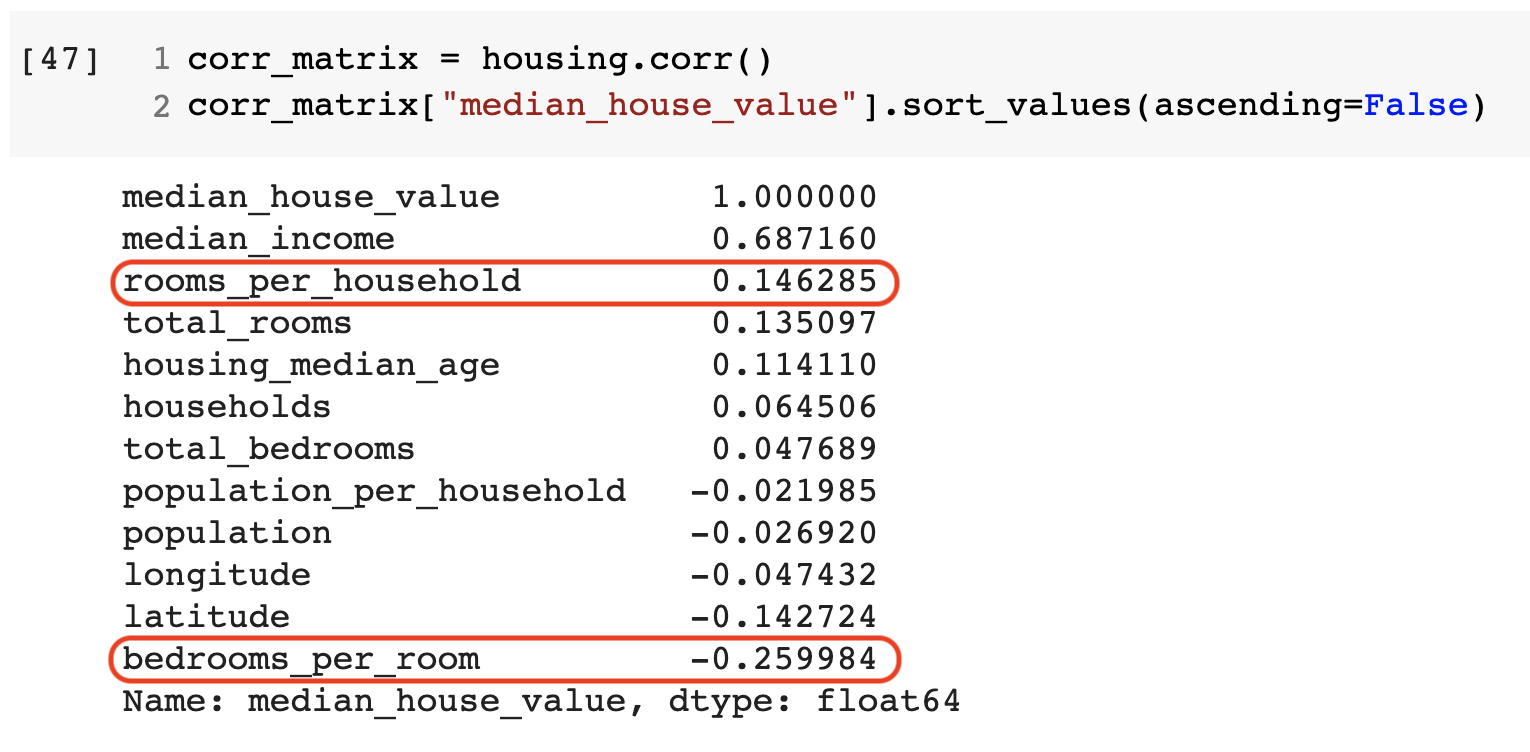 [47] 1 corr_matrix = housing.corr()
2 corr_matrix["median_house_value"].sort_values(ascending=False)
median_house_value 1.000000
median_income 0.687160
rooms_per_household 0.146285
total_rooms 0.135097
housing_median_age 0.114110
households 0.064506
total_bedrooms 0.047689
population_per_household -0.021985
population -0.026920
longitude -0.047432
latitude -0.142724
bedrooms_per_room -0.259984
Name: median_house_value, dtype: float64